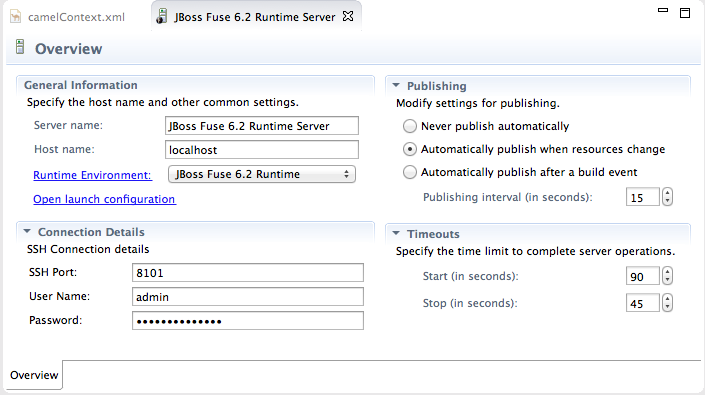 camelContext.xml
JBoss Fuse 6.2 Runtime Server
Overview
General Information
Specify the host name and other common settings.
Server name: JBoss Fuse 6.2 Runtime Server
Host name: localhost
Runtime Environment: JBoss Fuse 6.2 Runtime
Open launch configuration
Connection Details
SSH Connection details
SSH Port: 8101
User Name: admin
Password: ••••••••••••••
Publishing
Modify settings for publishing.
Never publish automatically
Automatically publish when resources change
Automatically publish after a build event
Publishing interval (in seconds): 15
Timeouts
Specify the time limit to complete server operations.
Start (in seconds): 90
Stop (in seconds): 45
Overview